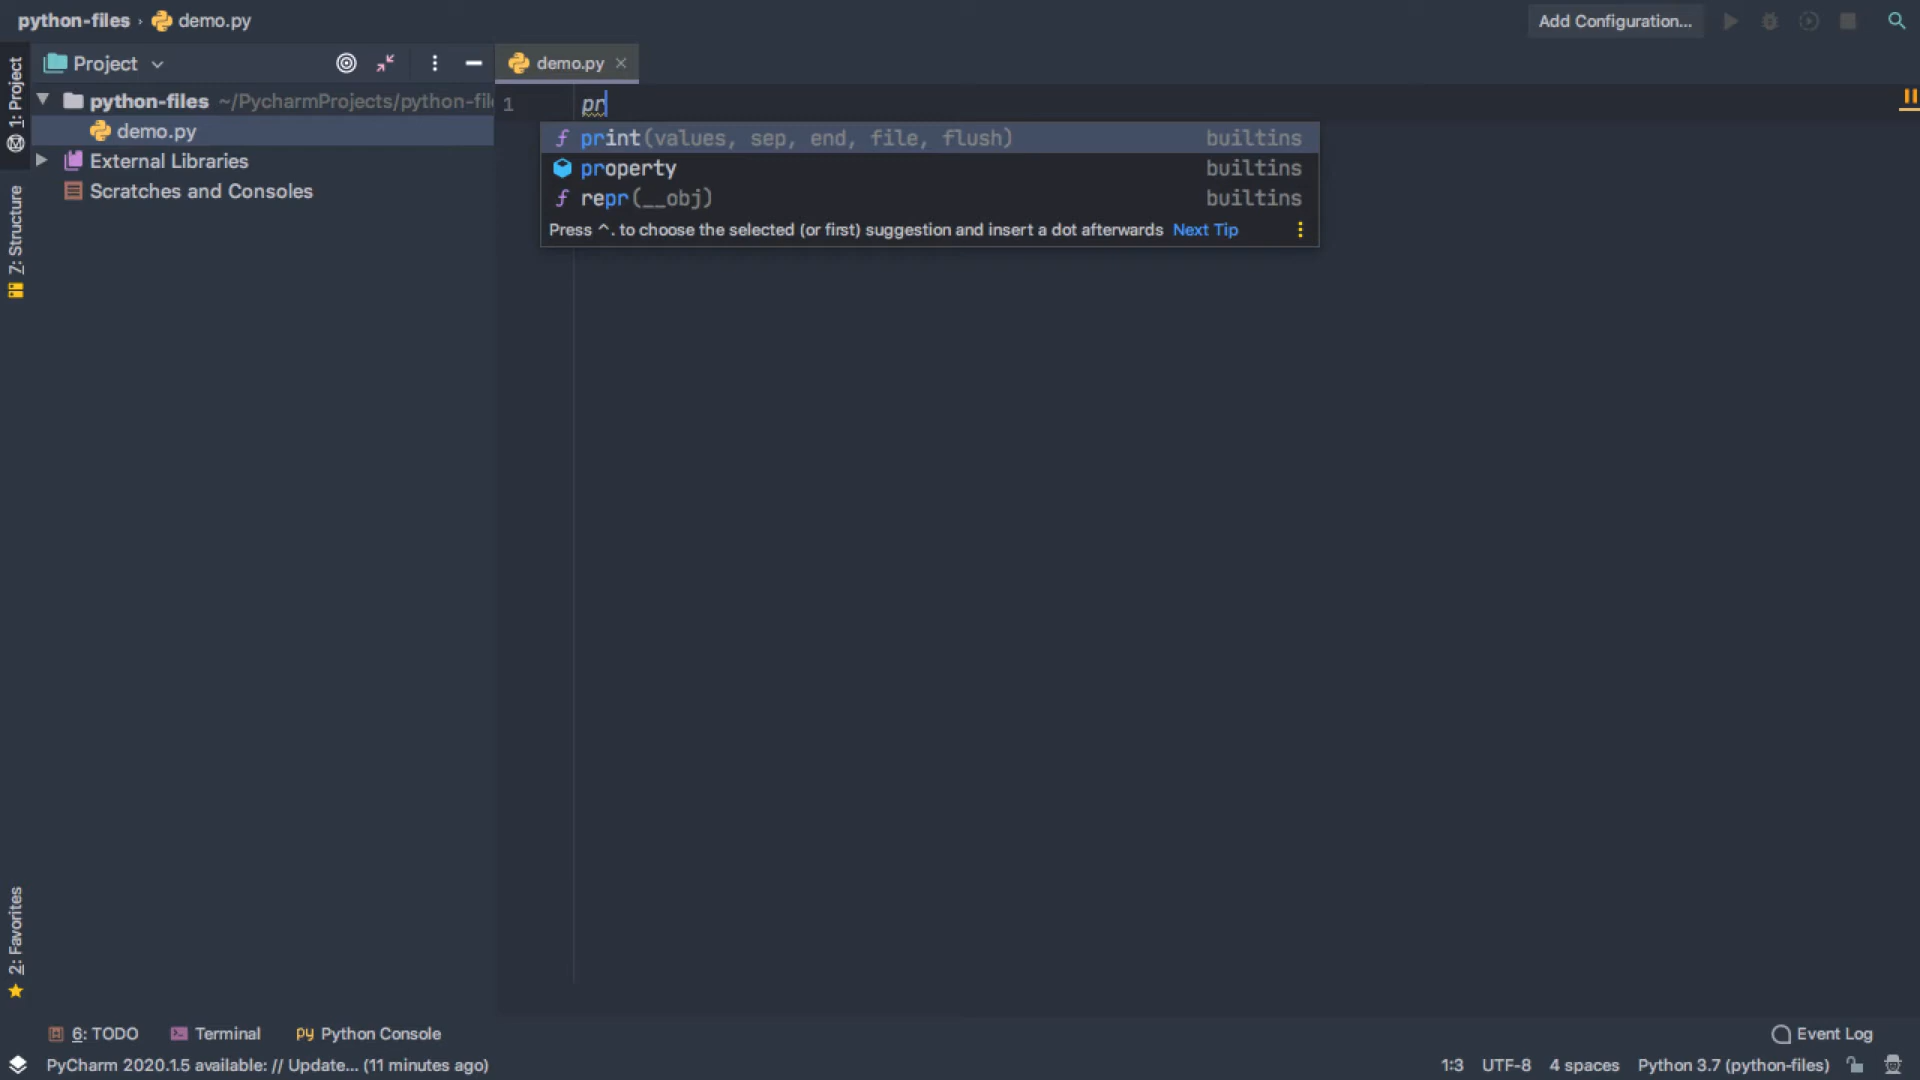 python-files › demo.py
Add Configuration...
1: Project
Project
demo.py
python-files ~/PycharmProjects/python-fil
demo.py
External Libraries
Scratches and Consoles
1
pr
print(values, sep, end, file, flush) builtins
property builtins
repr(__obj) builtins
Press ^. to choose the selected (or first) suggestion and insert a dot afterwards Next Tip
7: Structure
2: Favorites
6: TODO
Terminal
Python Console
Event Log
PyCharm 2020.1.5 available: // Update... (11 minutes ago)
1:3 UTF-8 4 spaces Python 3.7 (python-files)